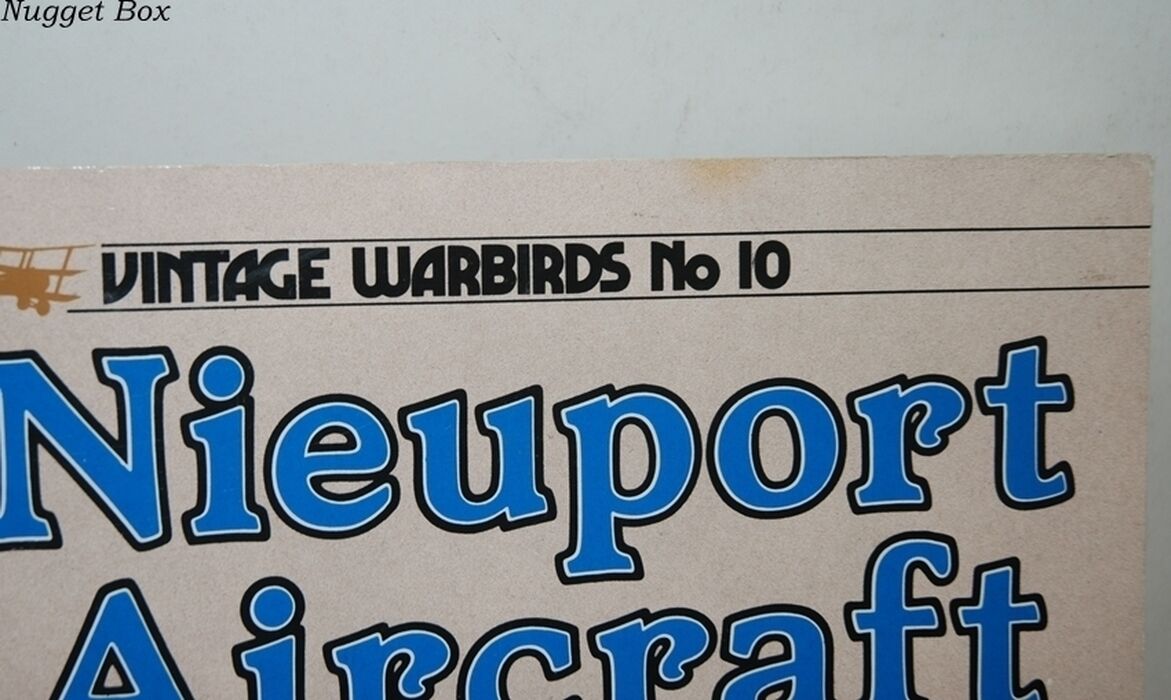 Nugget Box
VINTAGE WARBIRDS No 10
Nieuport
Aircraft